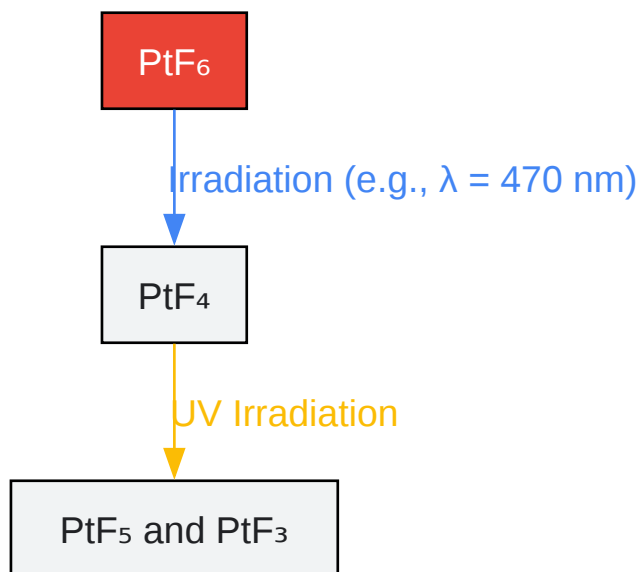 PtF₆
Irradiation (e.g., λ = 470 nm)
PtF₄
UV Irradiation
PtF₅ and PtF₃